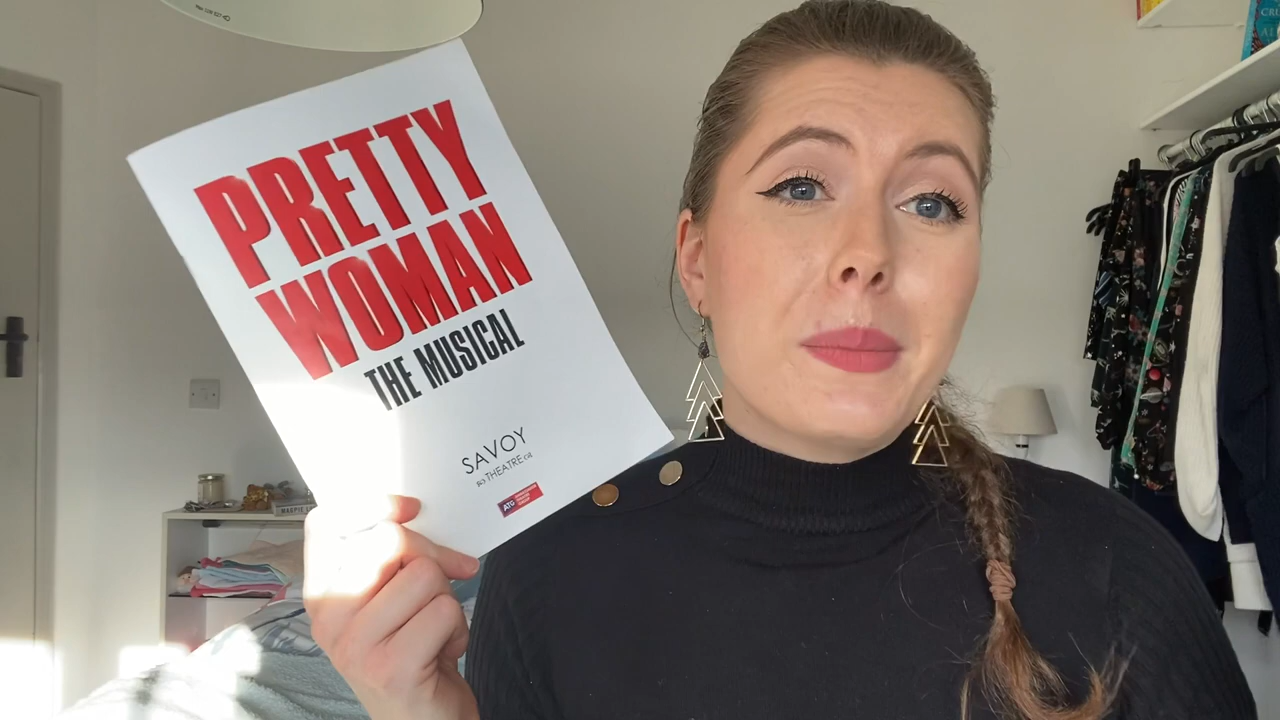 PRETTY
WOMAN
THE MUSICAL
SAVOY
THEATRE
ATG